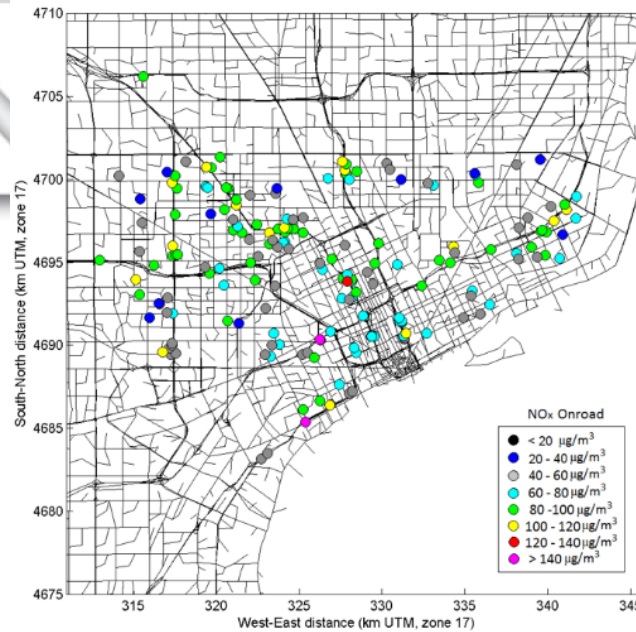 4710
4705
4700
4695
4690
4685
4680
4675
South-North distance (km UTM, zone 17)
315 320 325 330 335 340 345
West-East distance (km UTM, zone 17)
NOx Onroad
< 20 µg/m³
20 - 40 µg/m³
40 - 60 µg/m³
60 - 80 µg/m³
80 -100 µg/m³
100 - 120 µg/m³
120 - 140 µg/m³
> 140 µg/m³